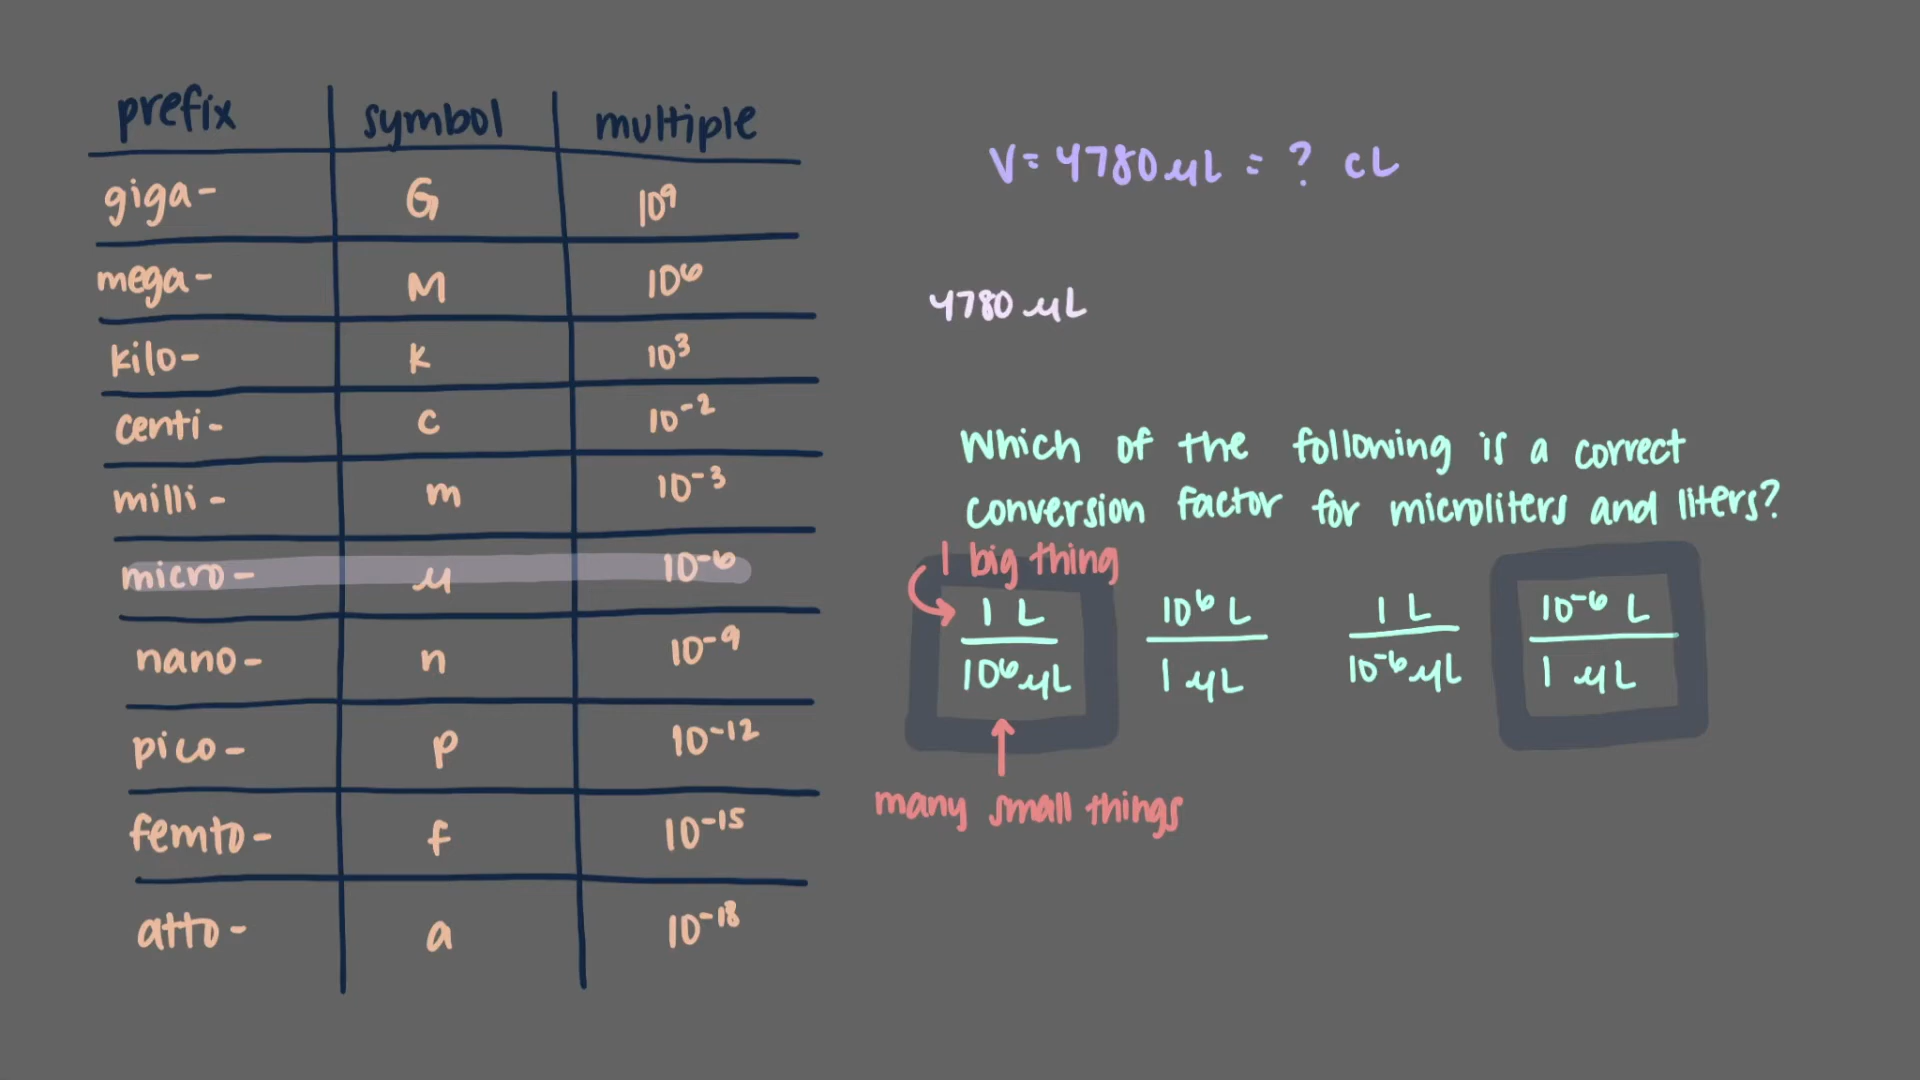 prefix symbol multiple
giga- G 10⁹
mega- M 10⁶
kilo- k 10³
centi- c 10⁻²
milli- m 10⁻³
micro- μ 10⁻⁶
nano- n 10⁻⁹
pico- p 10⁻¹²
femto- f 10⁻¹⁵
atto- a 10⁻¹⁸
V = 4780 μL = ? cL
4780 μL
Which of the following is a correct
conversion factor for microliters and liters?
1 big thing
1 L / 10⁶ μL
10⁶ L / 1 μL
1 L / 10⁻⁶ μL
10⁻⁶ L / 1 μL
many small things